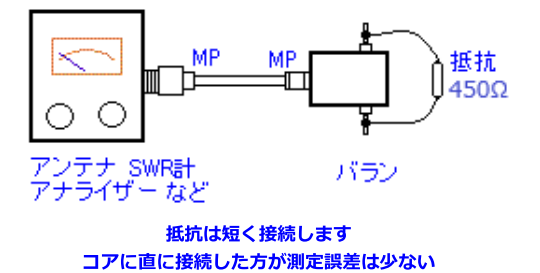 MP
MP
抵抗
450Ω
アンテナ SWR計
アナライザー など
バラン
抵抗は短く接続します
コアに直に接続した方が測定誤差は少ない